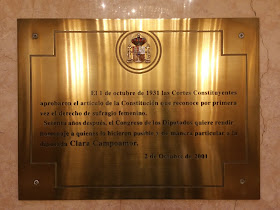 El 1 de octubre de 1931 las Cortes Constituyentes
aprobaron el artículo de la Constitución que reconoce por primera
vez el derecho de sufragio femenino.
Setenta años después, el Congreso de los Diputados quiere rendir
homenaje a quienes lo hicieron posible y de manera particular a la
diputada Clara Campoamor.
2 de Octubre de 2001